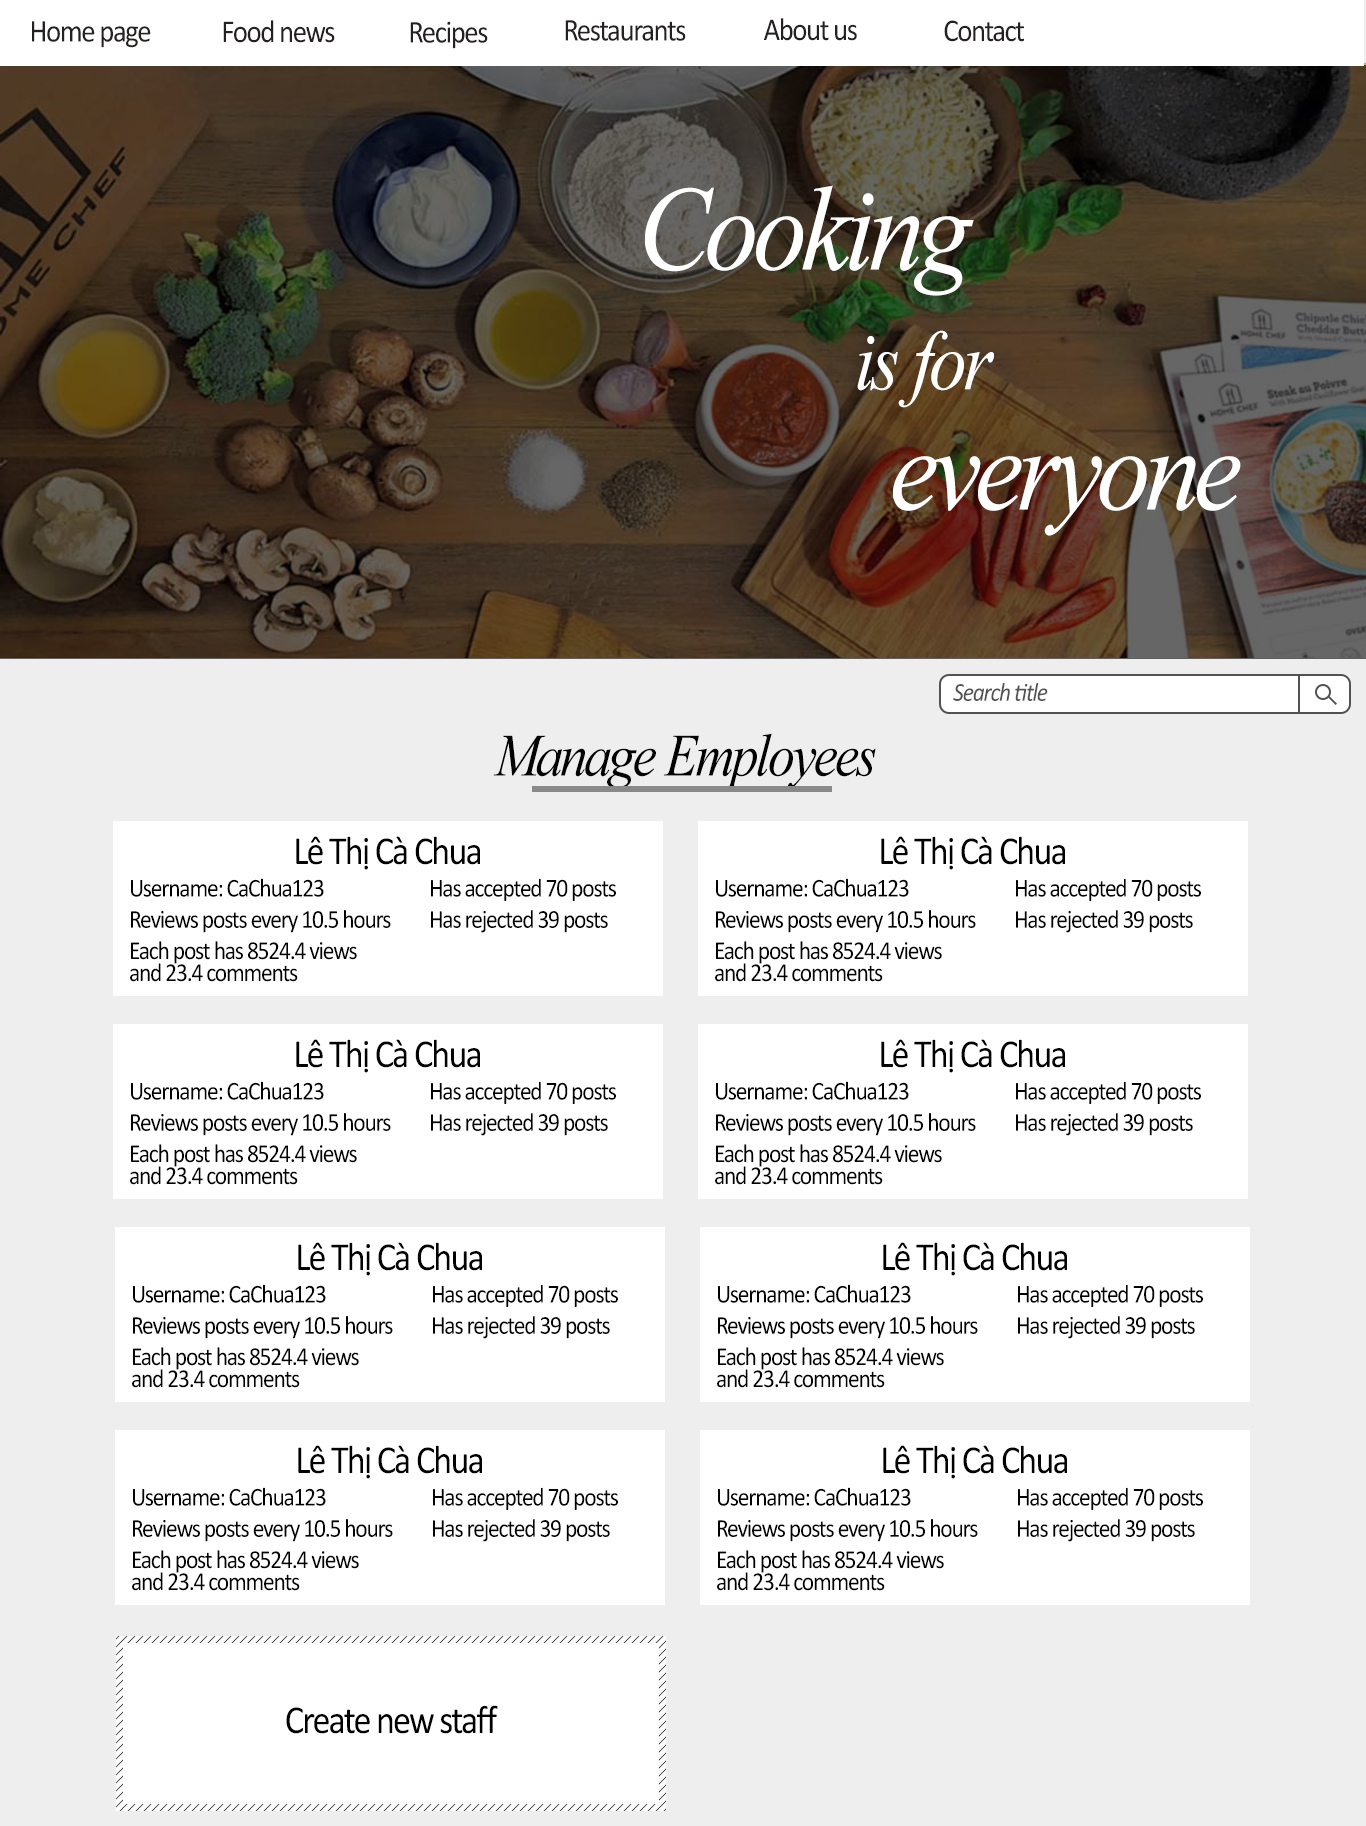 Home page Food news Recipes Restaurants About us Contact
HOME CHEF
Cooking
is for
everyone
HOME CHEF
Steak au Poivre
HOME CHEF
Search title
Manage Employees
Lê Thị Cà Chua
Username: CaChua123
Has accepted 70 posts
Reviews posts every 10.5 hours
Has rejected 39 posts
Each post has 8524.4 views
and 23.4 comments
Lê Thị Cà Chua
Username: CaChua123
Has accepted 70 posts
Reviews posts every 10.5 hours
Has rejected 39 posts
Each post has 8524.4 views
and 23.4 comments
Lê Thị Cà Chua
Username: CaChua123
Has accepted 70 posts
Reviews posts every 10.5 hours
Has rejected 39 posts
Each post has 8524.4 views
and 23.4 comments
Lê Thị Cà Chua
Username: CaChua123
Has accepted 70 posts
Reviews posts every 10.5 hours
Has rejected 39 posts
Each post has 8524.4 views
and 23.4 comments
Lê Thị Cà Chua
Username: CaChua123
Has accepted 70 posts
Reviews posts every 10.5 hours
Has rejected 39 posts
Each post has 8524.4 views
and 23.4 comments
Lê Thị Cà Chua
Username: CaChua123
Has accepted 70 posts
Reviews posts every 10.5 hours
Has rejected 39 posts
Each post has 8524.4 views
and 23.4 comments
Lê Thị Cà Chua
Username: CaChua123
Has accepted 70 posts
Reviews posts every 10.5 hours
Has rejected 39 posts
Each post has 8524.4 views
and 23.4 comments
Lê Thị Cà Chua
Username: CaChua123
Has accepted 70 posts
Reviews posts every 10.5 hours
Has rejected 39 posts
Each post has 8524.4 views
and 23.4 comments
Create new staff